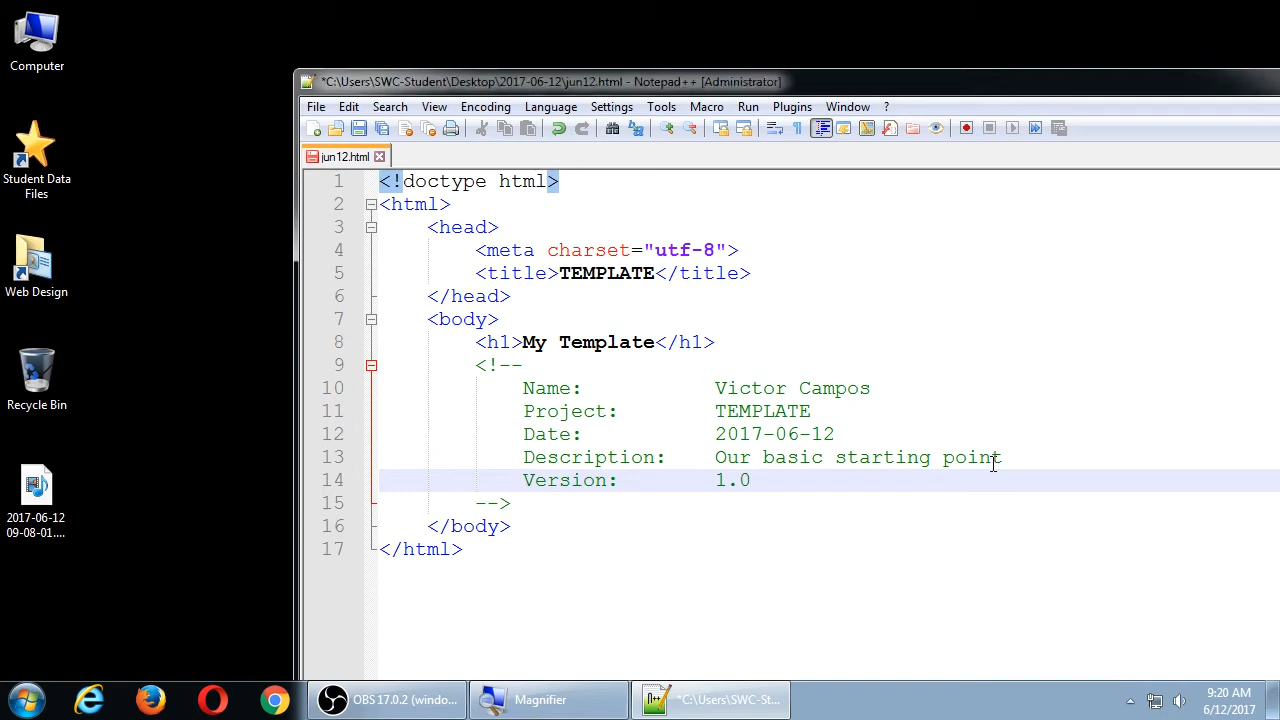 Computer
Student Data
Files
Web Design
Recycle Bin
2017-06-12
09-08-01....
*C:\Users\SWC-Student\Desktop\2017-06-12\jun12.html - Notepad++ [Administrator]
File Edit Search View Encoding Language Settings Tools Macro Run Plugins Window ?
jun12.html
1 <!doctype html>
2 <html>
3 <head>
4 <meta charset="utf-8">
5 <title>TEMPLATE</title>
6 </head>
7 <body>
8 <h1>My Template</h1>
9 <!--
10 Name: Victor Campos
11 Project: TEMPLATE
12 Date: 2017-06-12
13 Description: Our basic starting point
14 Version: 1.0
15 -->
16 </body>
17 </html>
OBS 17.0.2 (windo...
Magnifier
*C:\Users\SWC-St...
9:20 AM
6/12/2017